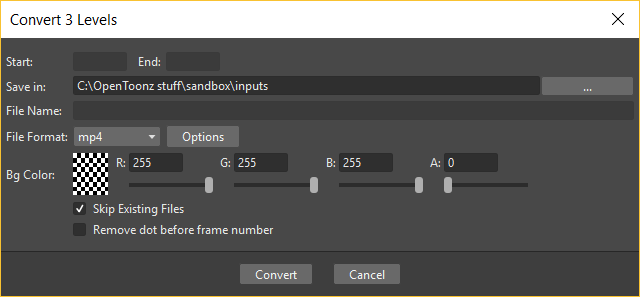 Convert 3 Levels
Start: End:
Save in: C:\OpenToonz stuff\sandbox\inputs ...
File Name:
File Format: mp4 Options
Bg Color: R: 255 G: 255 B: 255 A: 0
Skip Existing Files
Remove dot before frame number
Convert Cancel